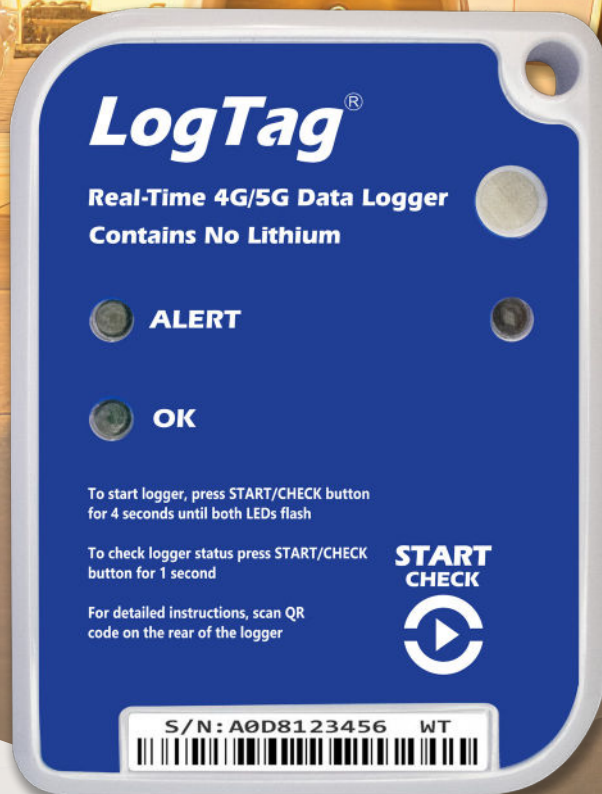 LogTag®
Real-Time 4G/5G Data Logger
Contains No Lithium
ALERT
OK
To start logger, press START/CHECK button
for 4 seconds until both LEDs flash
To check logger status press START/CHECK
button for 1 second
For detailed instructions, scan QR
code on the rear of the logger
START
CHECK
S/N:A0D8123456 WT